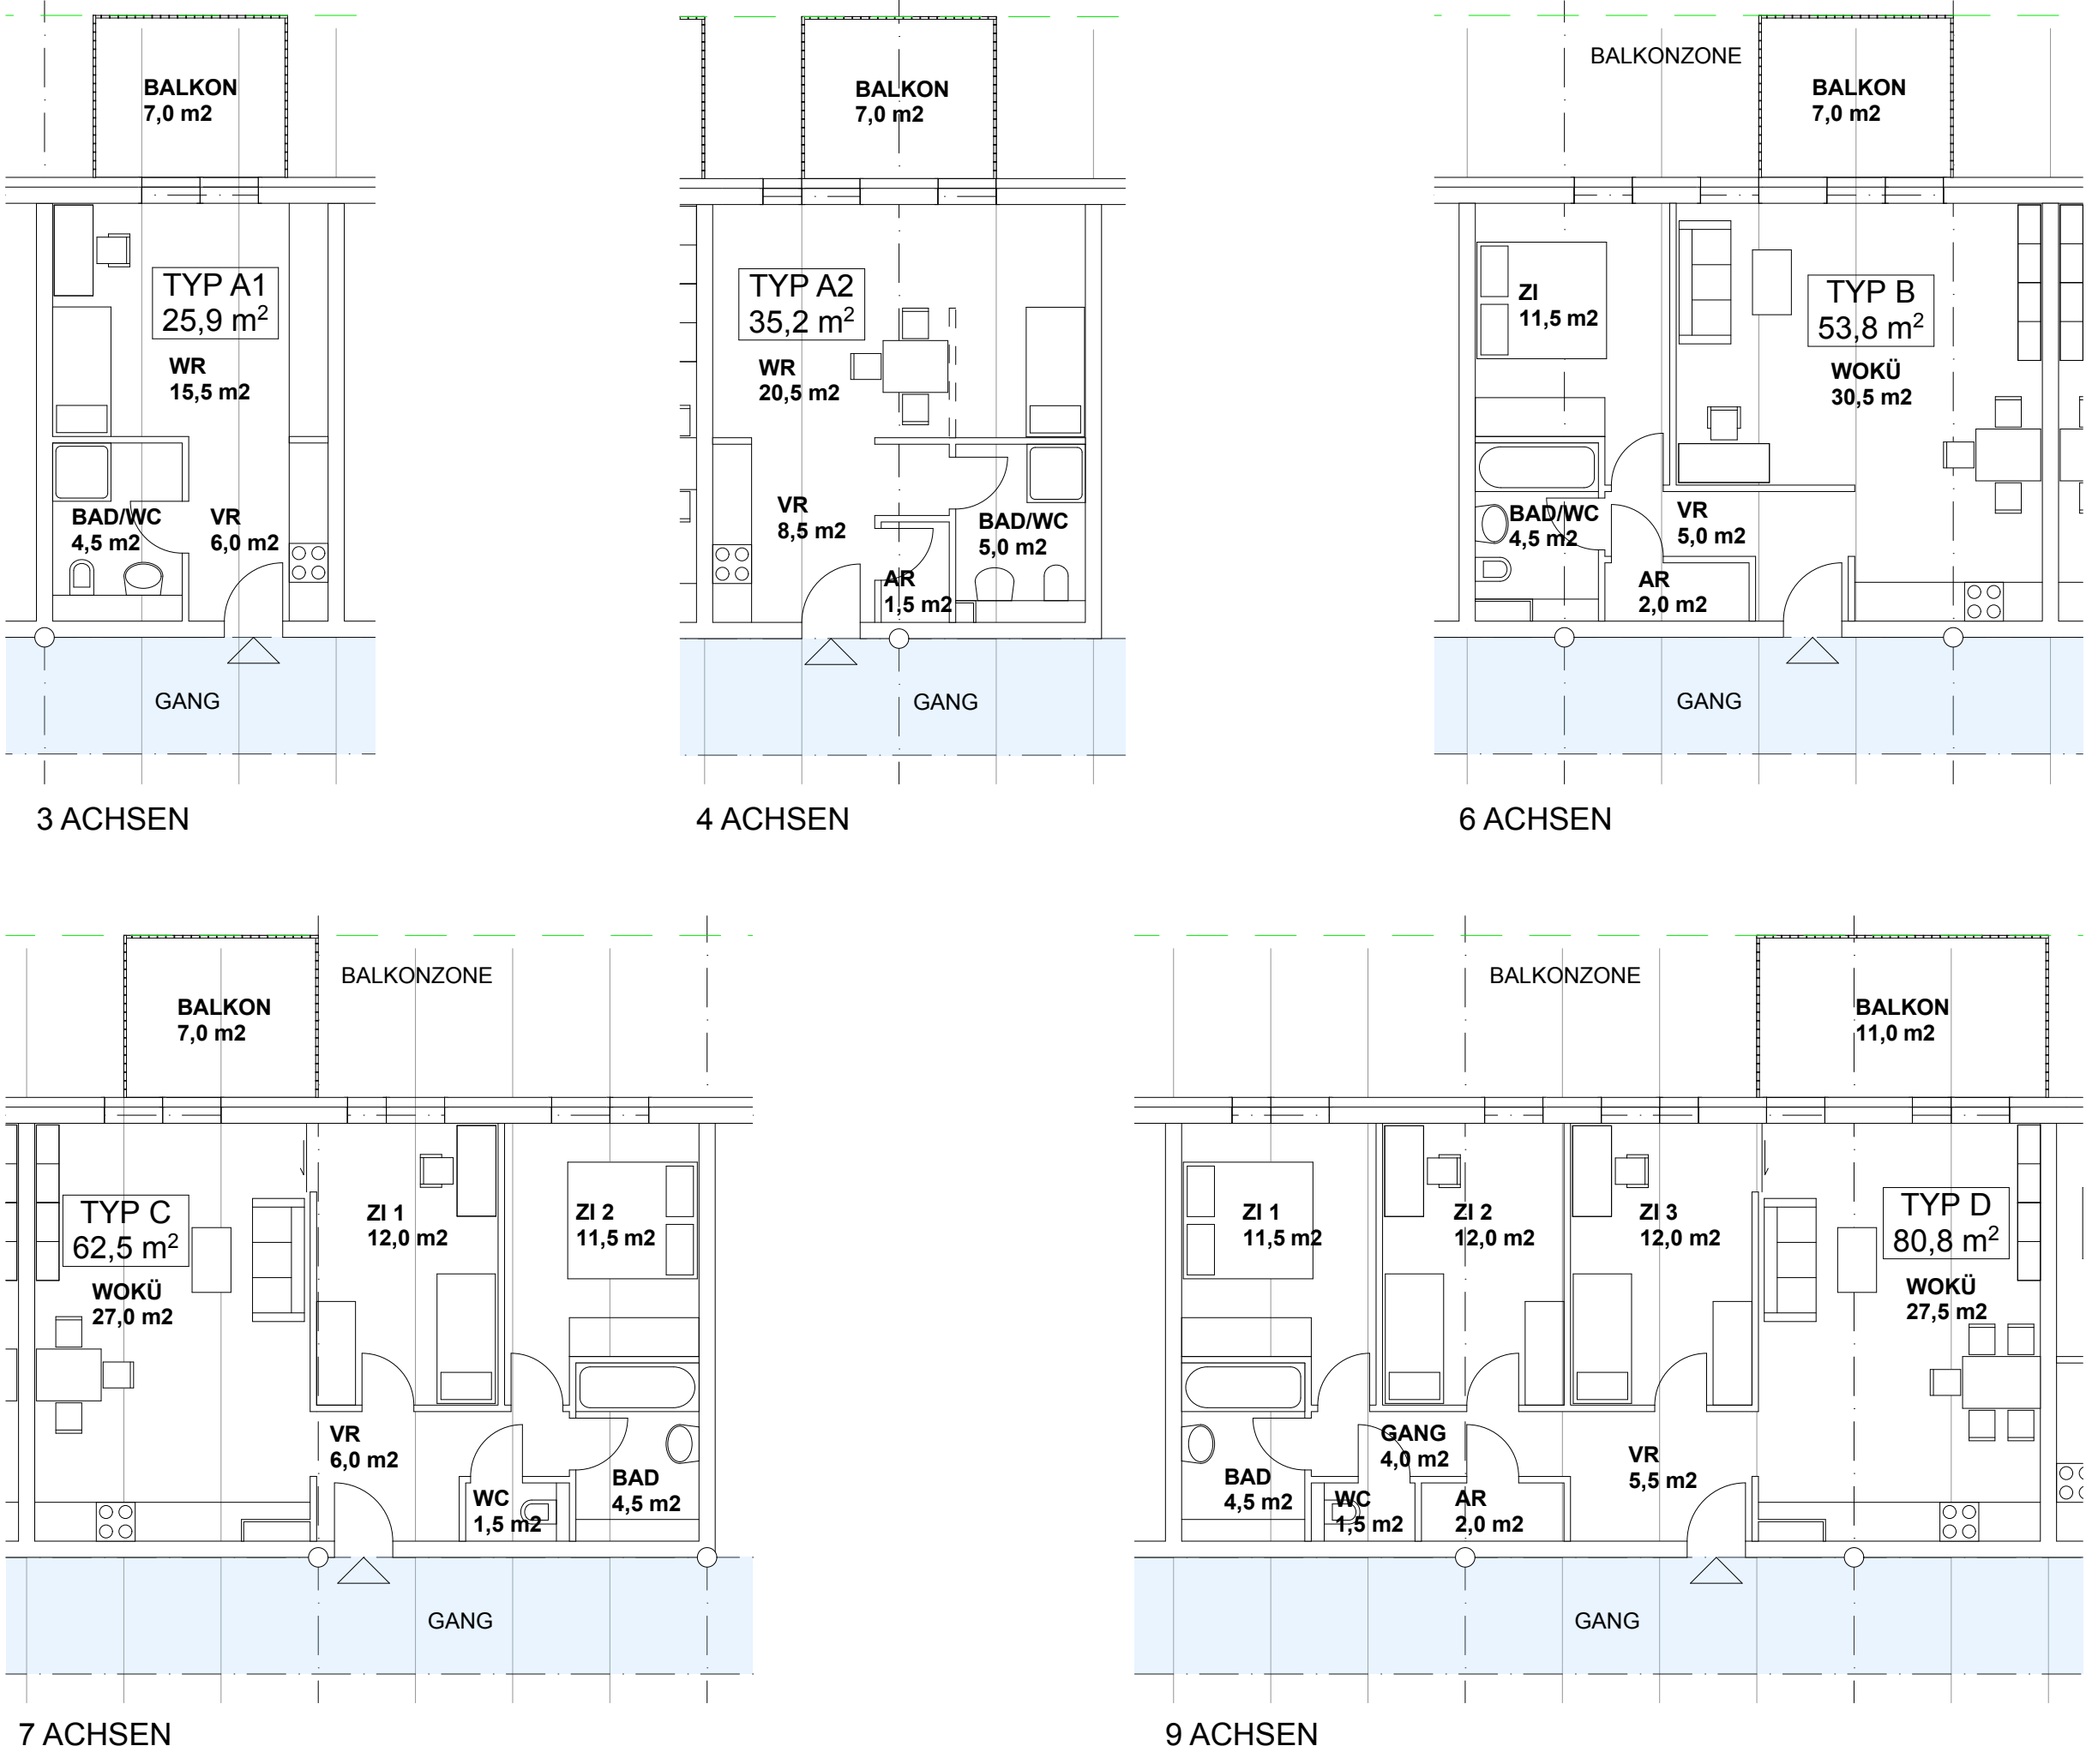 BALKON
7,0 m2
TYP A1
25,9 m²
WR
15,5 m2
BAD/WC
4,5 m2
VR
6,0 m2
GANG
3 ACHSEN
BALKON
7,0 m2
TYP A2
35,2 m²
WR
20,5 m2
VR
8,5 m2
BAD/WC
5,0 m2
AR
1,5 m2
GANG
4 ACHSEN
BALKONZONE
BALKON
7,0 m2
ZI
11,5 m2
TYP B
53,8 m²
WOKÜ
30,5 m2
BAD/WC
4,5 m2
VR
5,0 m2
AR
2,0 m2
GANG
6 ACHSEN
BALKONZONE
BALKON
7,0 m2
TYP C
62,5 m²
WOKÜ
27,0 m2
ZI 1
12,0 m2
ZI 2
11,5 m2
VR
6,0 m2
WC
1,5 m2
BAD
4,5 m2
GANG
7 ACHSEN
BALKONZONE
BALKON
11,0 m2
ZI 1
11,5 m2
ZI 2
12,0 m2
ZI 3
12,0 m2
TYP D
80,8 m²
WOKÜ
27,5 m2
GANG
4,0 m2
VR
5,5 m2
BAD
4,5 m2
WC
1,5 m2
AR
2,0 m2
GANG
9 ACHSEN